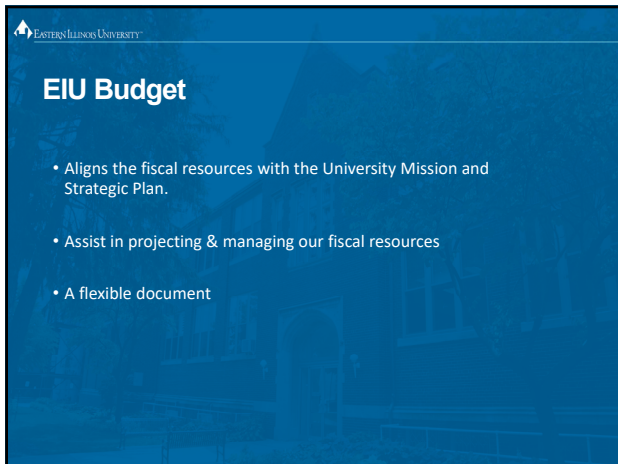 EASTERN ILLINOIS UNIVERSITY™
EIU Budget
• Aligns the fiscal resources with the University Mission and
Strategic Plan.
• Assist in projecting & managing our fiscal resources
• A flexible document